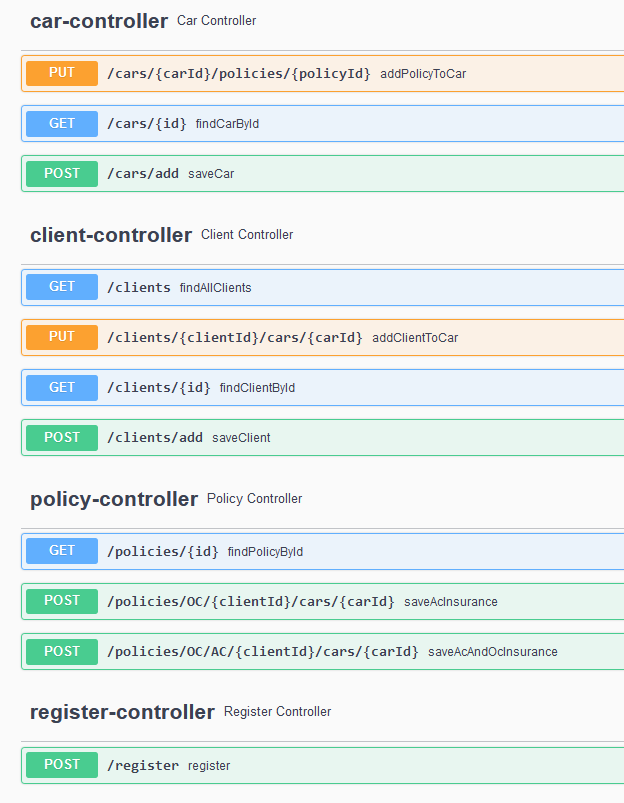 car-controller Car Controller
PUT /cars/{carId}/policies/{policyId} addPolicyToCar
GET /cars/{id} findCarById
POST /cars/add saveCar
client-controller Client Controller
GET /clients findAllClients
PUT /clients/{clientId}/cars/{carId} addClientToCar
GET /clients/{id} findClientById
POST /clients/add saveClient
policy-controller Policy Controller
GET /policies/{id} findPolicyById
POST /policies/OC/{clientId}/cars/{carId} saveAcInsurance
POST /policies/OC/AC/{clientId}/cars/{carId} saveAcAndOcInsurance
register-controller Register Controller
POST /register register